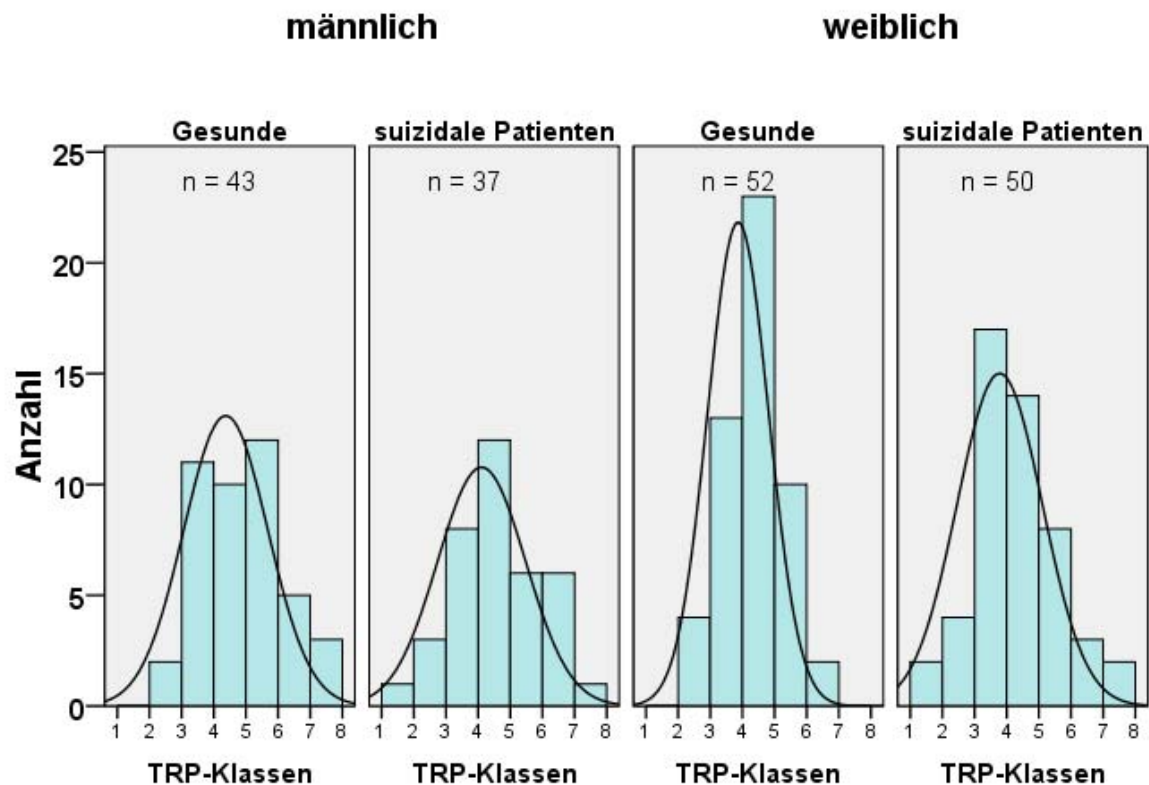 männlich weiblich
Gesunde suizidale Patienten Gesunde suizidale Patienten
n = 43 n = 37 n = 52 n = 50
25
20
15
10
5
0
Anzahl
1 2 3 4 5 6 7 8 1 2 3 4 5 6 7 8 1 2 3 4 5 6 7 8 1 2 3 4 5 6 7 8
TRP-Klassen TRP-Klassen TRP-Klassen TRP-Klassen